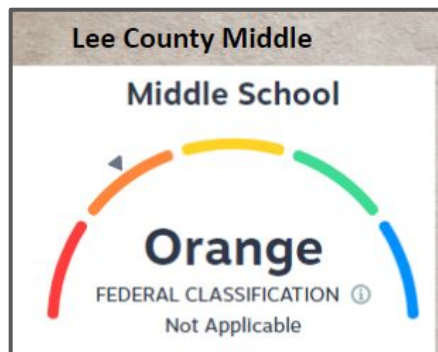 Lee County Middle
Middle School
Orange
FEDERAL CLASSIFICATION ⓘ
Not Applicable